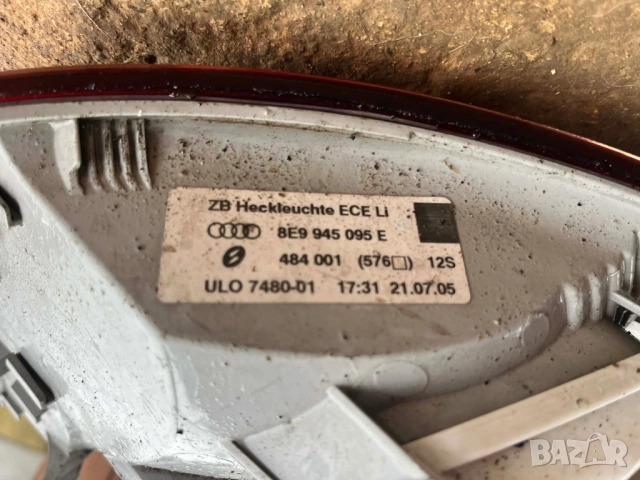 ZB Heckleuchte ECE Li
8E9 945 095 E
484 001 (576□) 12S
ULO 7480-01 17:31 21.07.05
BAZAR